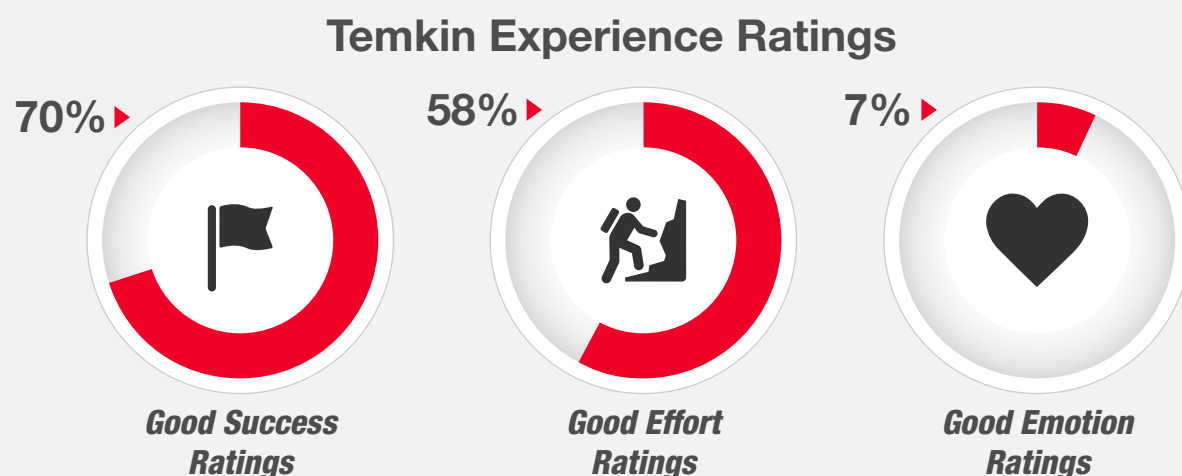 Temkin Experience Ratings
70%
58%
7%
Good Success
Ratings
Good Effort
Ratings
Good Emotion
Ratings